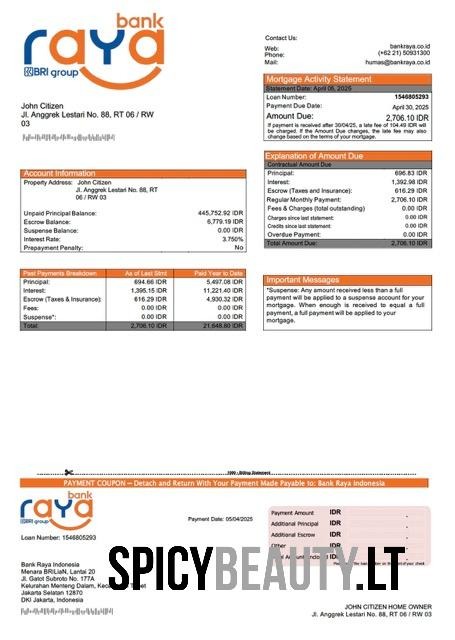 bank
raya
BRI group
Contact Us:
Web: bankraya.co.id
Phone: (+62 21) 50931300
Mail: humas@bankraya.co.id
Mortgage Activity Statement
Statement Date: April 05, 2025
Loan Number: 1546805293
Payment Due Date: April 30, 2025
Amount Due: 2,706.10 IDR
If payment is received after 30/04/25, a late fee of 104.49 IDR will
be charged. If the Amount Due changes, the late fee may also
change based on the terms of your mortgage.
John Citizen
Jl. Anggrek Lestari No. 88, RT 06 / RW
03
Explanation of Amount Due
Contractual Amount Due
Principal: 696.83 IDR
Interest: 1,392.98 IDR
Escrow (Taxes and Insurance): 616.29 IDR
Regular Monthly Payment: 2,706.10 IDR
Fees & Charges (total outstanding) 0.00 IDR
Charges since last statement: 0.00 IDR
Credits since last statement: 0.00 IDR
Overdue Payment: 0.00 IDR
Total Amount Due: 2,706.10 IDR
Account Information
Property Address: John Citizen
Jl. Anggrek Lestari No. 88, RT
06 / RW 03
Unpaid Principal Balance: 445,752.92 IDR
Escrow Balance: 6,779.19 IDR
Suspense Balance: 0.00 IDR
Interest Rate: 3.750%
Prepayment Penalty: No
Past Payments Breakdown As of Last Stmt Paid Year to Date
Principal: 694.66 IDR 5,497.08 IDR
Interest: 1,395.15 IDR 11,221.40 IDR
Escrow (Taxes & Insurance): 616.29 IDR 4,930.32 IDR
Fees: 0.00 IDR 0.00 IDR
Suspense*: 0.00 IDR 0.00 IDR
Total: 2,706.10 IDR 21,648.80 IDR
Important Messages
*Suspense: Any amount received less than a full
payment will be applied to a suspense account for your
mortgage. When enough is received to equal a full
payment, a full payment will be applied to your
mortgage.
Billing Statement
PAYMENT COUPON – Detach and Return With Your Payment Made Payable to: Bank Raya Indonesia
bank
raya
BRI group
Loan Number: 1546805293
Payment Date: 05/04/2025
Payment Amount IDR
Additional Principal IDR
Additional Escrow IDR
Other IDR
IDR
Bank Raya Indonesia
Menara BRILiaN, Lantai 20
Jl. Gatot Subroto No. 177A
Kelurahan Menteng Dalam,
Jakarta Selatan 12870
DKI Jakarta, Indonesia
SPICYBEAUTY.LT
JOHN CITIZEN HOME OWNER
Jl. Anggrek Lestari No. 88, RT 06 / RW 03